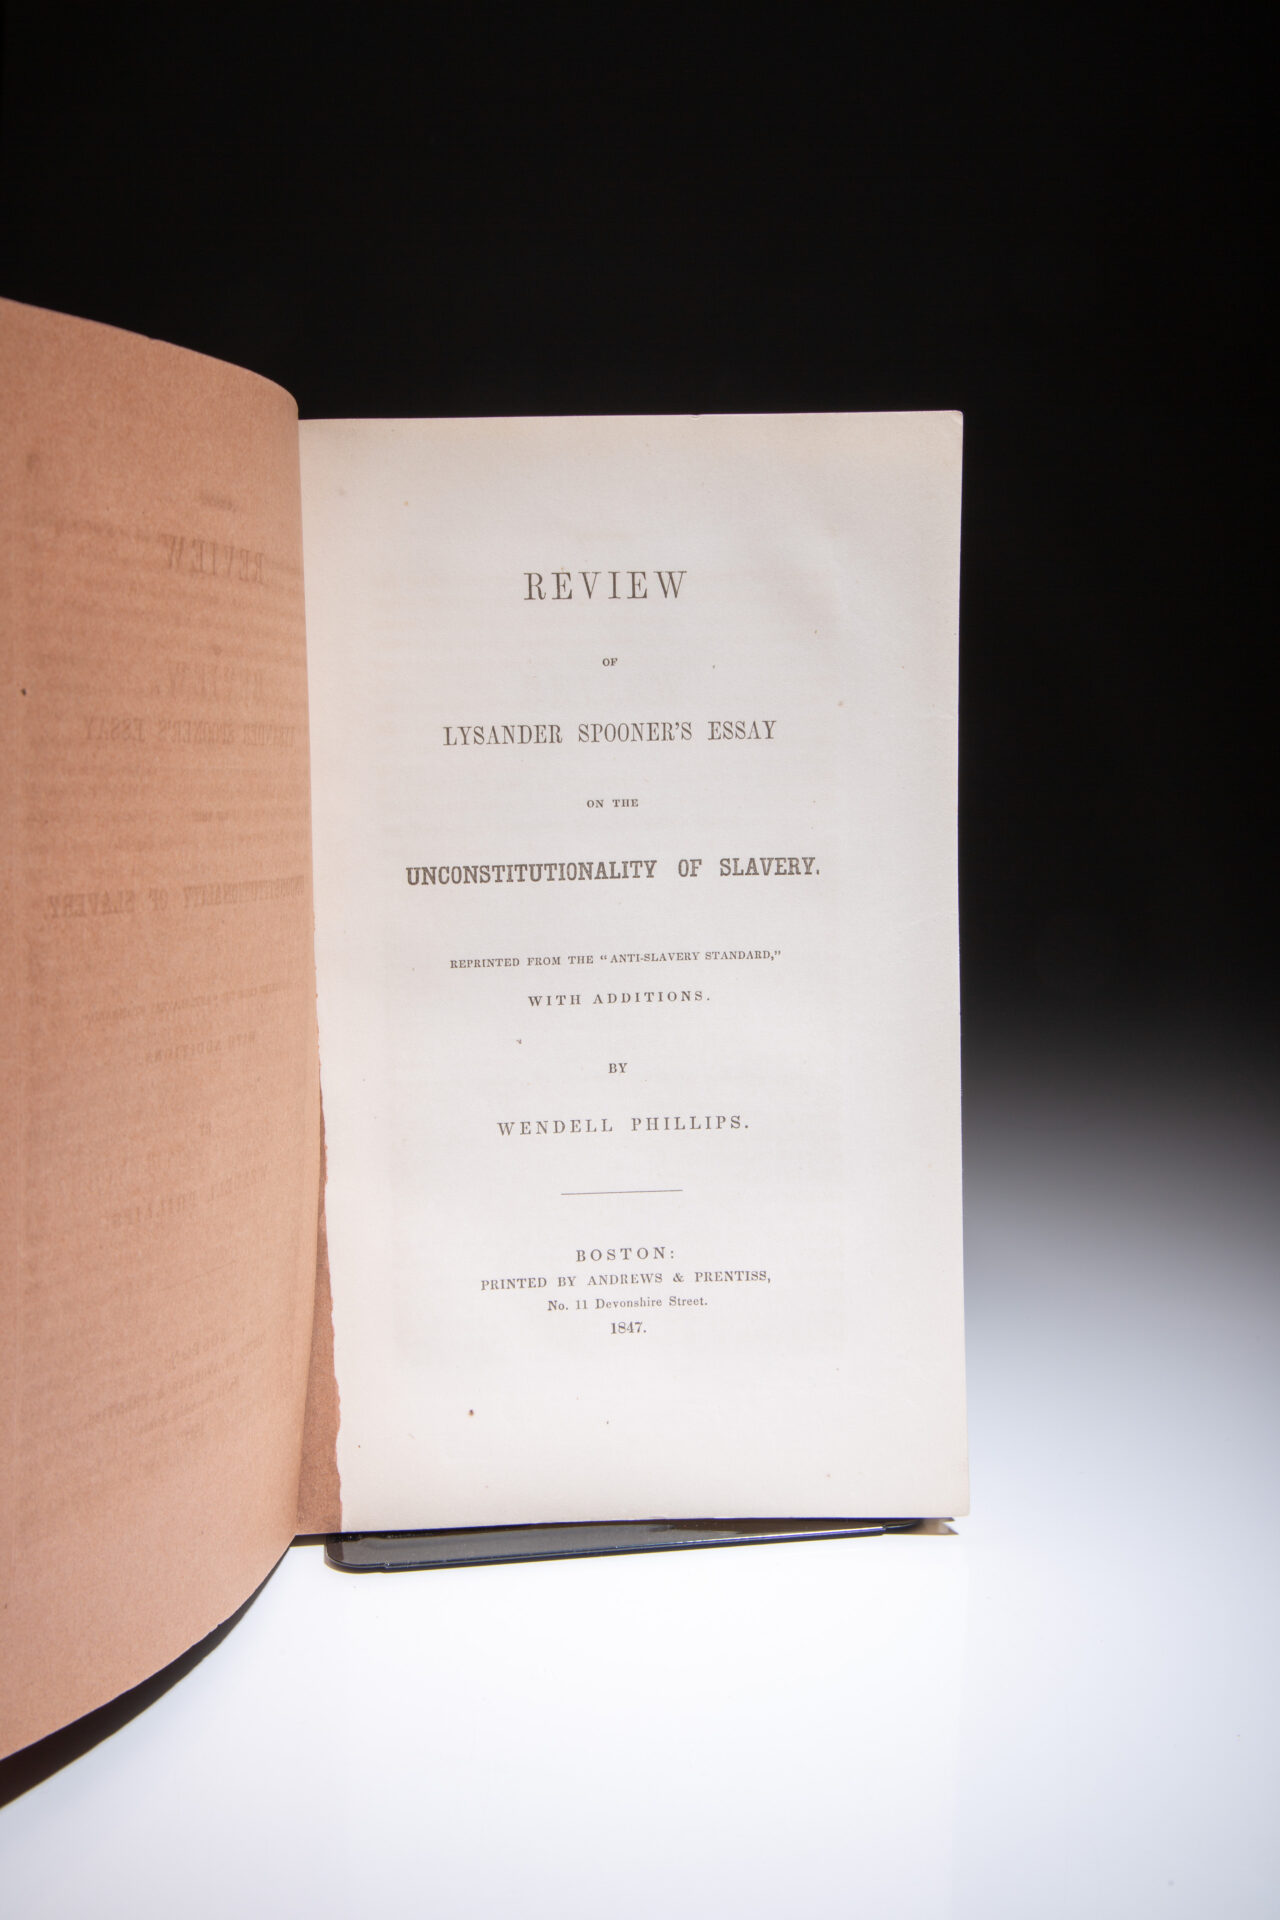 REVIEW
OF
LYSANDER SPOONER'S ESSAY
ON THE
UNCONSTITUTIONALITY OF SLAVERY.
REPRINTED FROM THE "ANTI-SLAVERY STANDARD,"
WITH ADDITIONS.
BY
WENDELL PHILLIPS.
BOSTON:
PRINTED BY ANDREWS & PRENTISS,
No. 11 Devonshire Street.
1847.